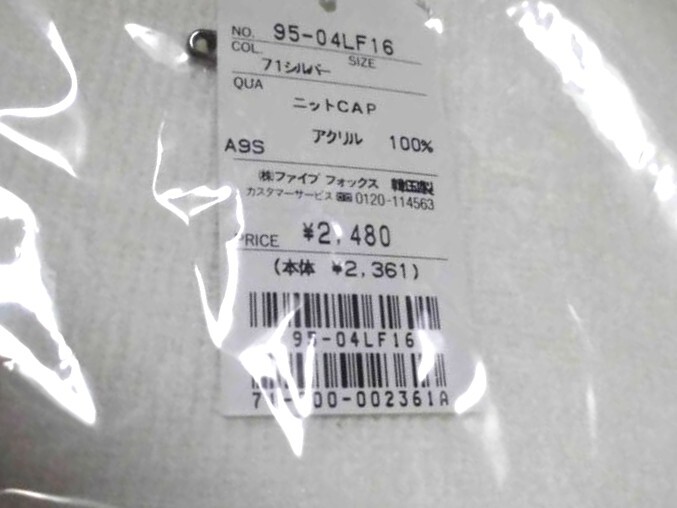 NO. 95-04LF16
COL. SIZE
71シルバー
QUA
ニットCAP
アクリル 100%
A9S
㈱ファイブ フォックス 韓国製
カスタマーサービス 0120-114563
PRICE ¥2,480
(本体 ¥2,361)
95-04LF16
00-002361A